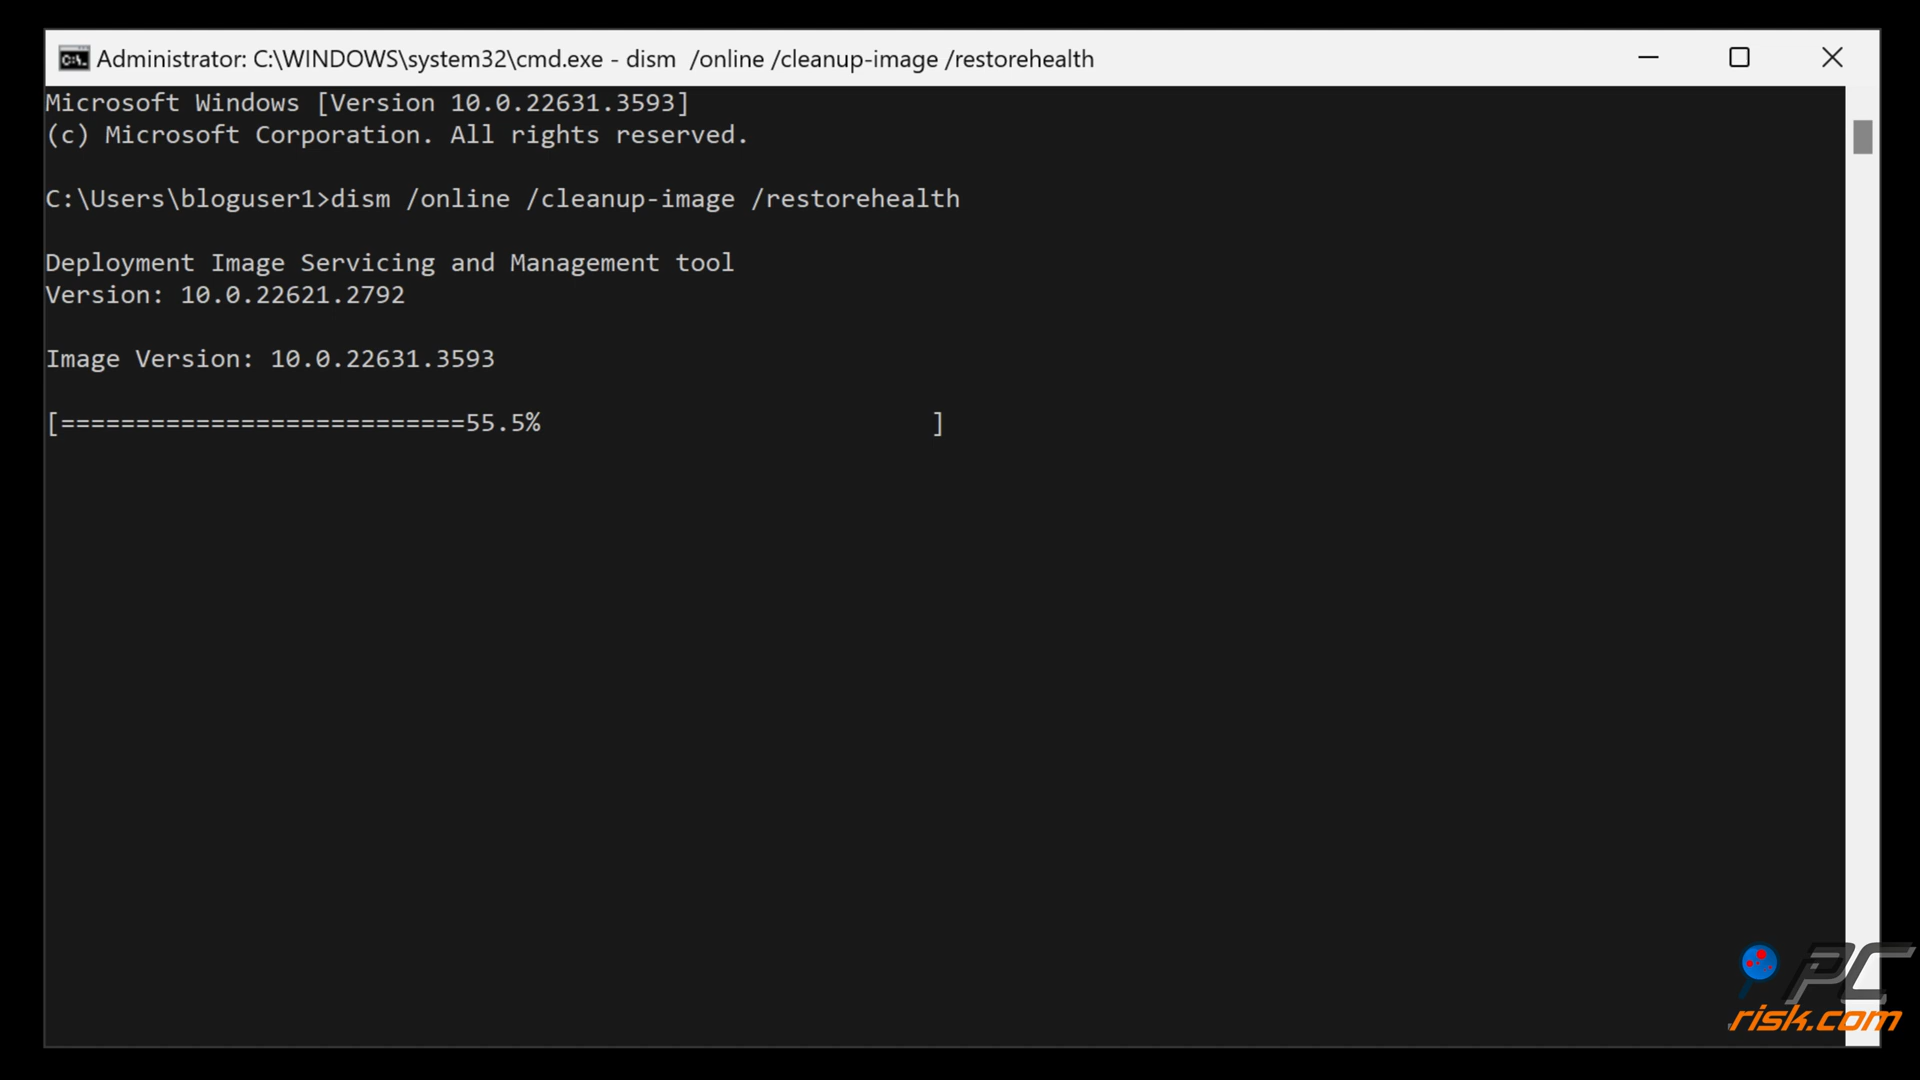 Administrator: C:\WINDOWS\system32\cmd.exe - dism  /online /cleanup-image /restorehealth
Microsoft Windows [Version 10.0.22631.3593]
(c) Microsoft Corporation. All rights reserved.
C:\Users\bloguser1>dism /online /cleanup-image /restorehealth
Deployment Image Servicing and Management tool
Version: 10.0.22621.2792
Image Version: 10.0.22631.3593
[===========================55.5%                          ]
PC
risk.com